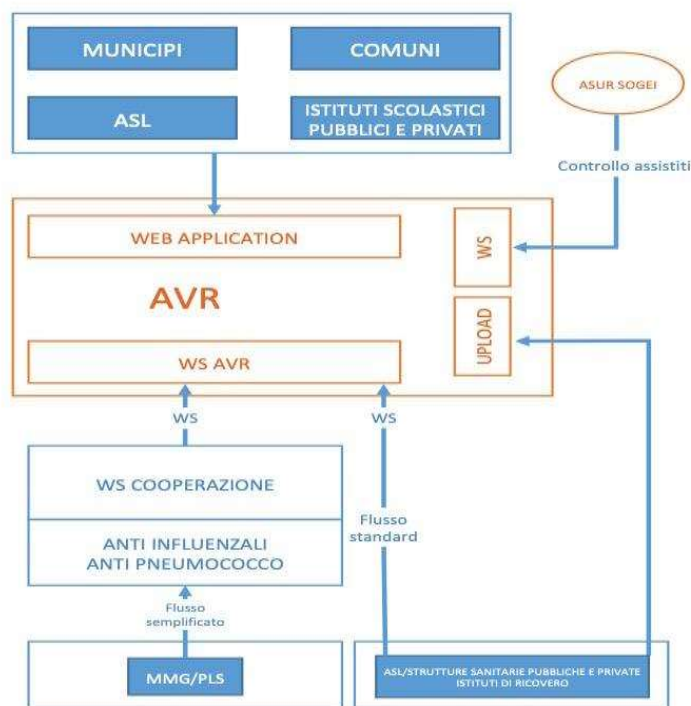 MUNICIPI
COMUNI
ASL
ISTITUTI SCOLASTICI
PUBBLICI E PRIVATI
ASUR SOGEI
Controllo assistiti
WEB APPLICATION
WS
AVR
UPLOAD
WS AVR
WS
WS
WS COOPERAZIONE
ANTI INFLUENZALI
ANTI PNEUMOCOCCO
Flusso
standard
Flusso
semplificato
MMG/PLS
ASL/STRUTTURE SANITARIE PUBBLICHE E PRIVATE
ISTITUTI DI RICOVERO